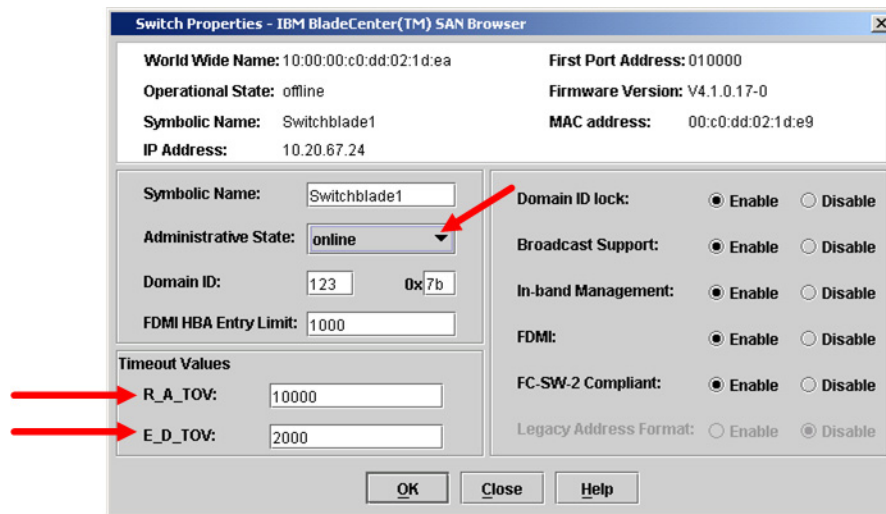 Switch Properties - IBM BladeCenter(TM) SAN Browser
World Wide Name: 10:00:00:c0:dd:02:1d:ea
First Port Address: 010000
Operational State: offline
Firmware Version: V4.1.0.17-0
Symbolic Name: Switchblade1
MAC address: 00:c0:dd:02:1d:e9
IP Address: 10.20.67.24
Symbolic Name: Switchblade1
Administrative State: online
Domain ID: 123 0x 7b
FDMI HBA Entry Limit: 1000
Timeout Values
R_A_TOV: 10000
E_D_TOV: 2000
Domain ID lock: Enable Disable
Broadcast Support: Enable Disable
In-band Management: Enable Disable
FDMI: Enable Disable
FC-SW-2 Compliant: Enable Disable
Legacy Address Format: Enable Disable
OK Close Help